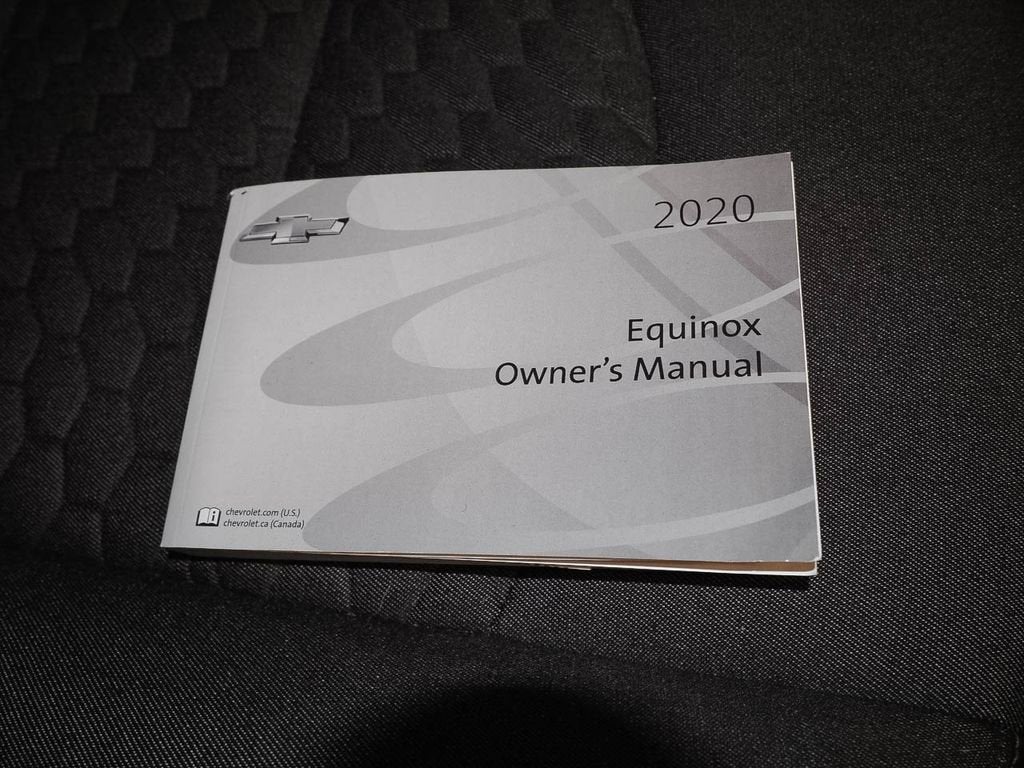 2020
Equinox
Owner's Manual
chevrolet.com (U.S.)
chevrolet.ca (Canada)